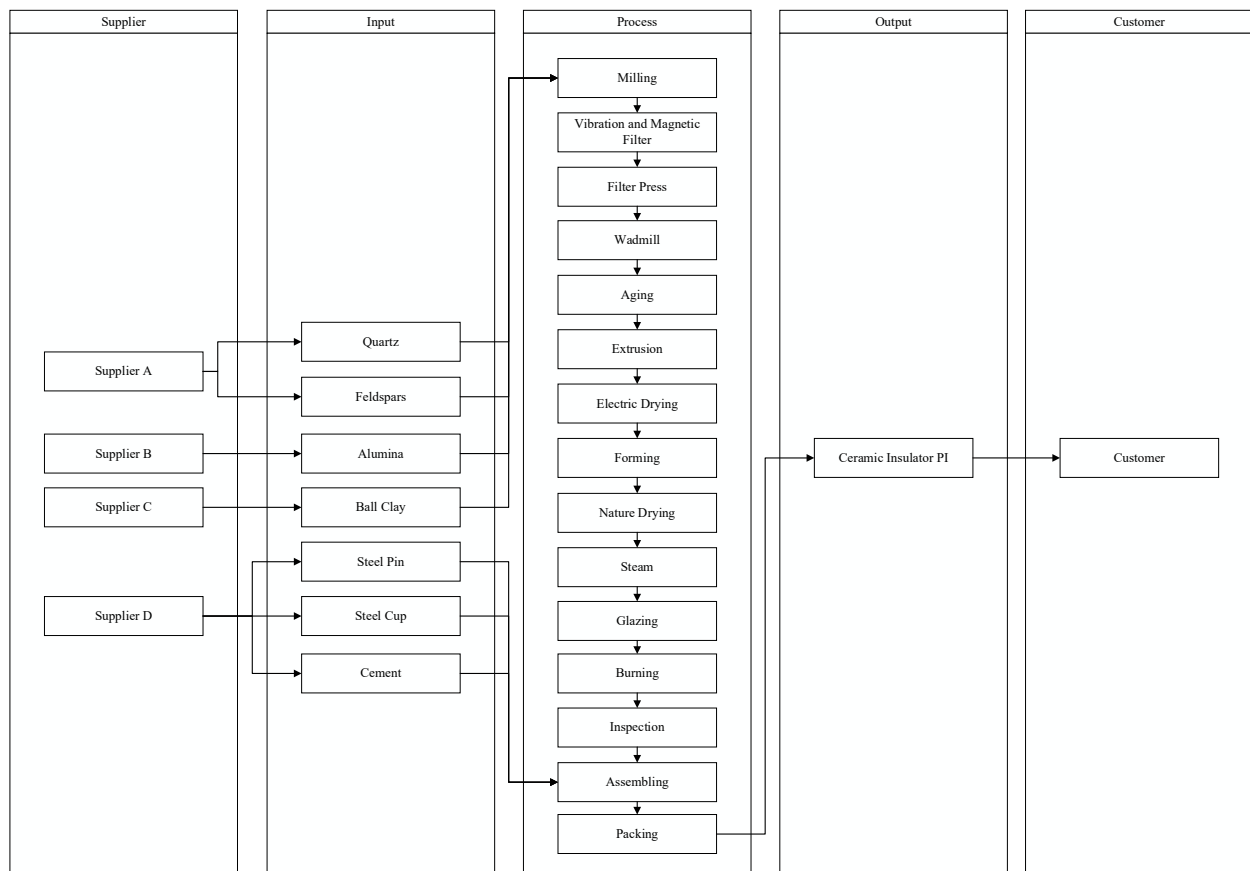 Supplier
Input
Process
Output
Customer
Supplier A
Supplier B
Supplier C
Supplier D
Quartz
Feldspars
Alumina
Ball Clay
Steel Pin
Steel Cup
Cement
Milling
Vibration and Magnetic
Filter
Filter Press
Wadmill
Aging
Extrusion
Electric Drying
Forming
Nature Drying
Steam
Glazing
Burning
Inspection
Assembling
Packing
Ceramic Insulator PI
Customer